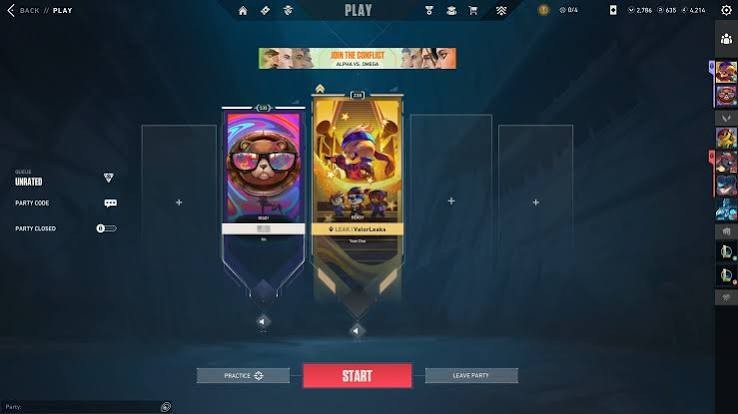 BACK // PLAY
PLAY
0/4
2,786
635
4,214
JOIN THE CONFLICT
ALPHA VS. OMEGA
QUEUE
UNRATED
PARTY CODE
PARTY CLOSED
READY
READY
LEAK | ValorLeaks
PRACTICE
START
LEAVE PARTY
Party: